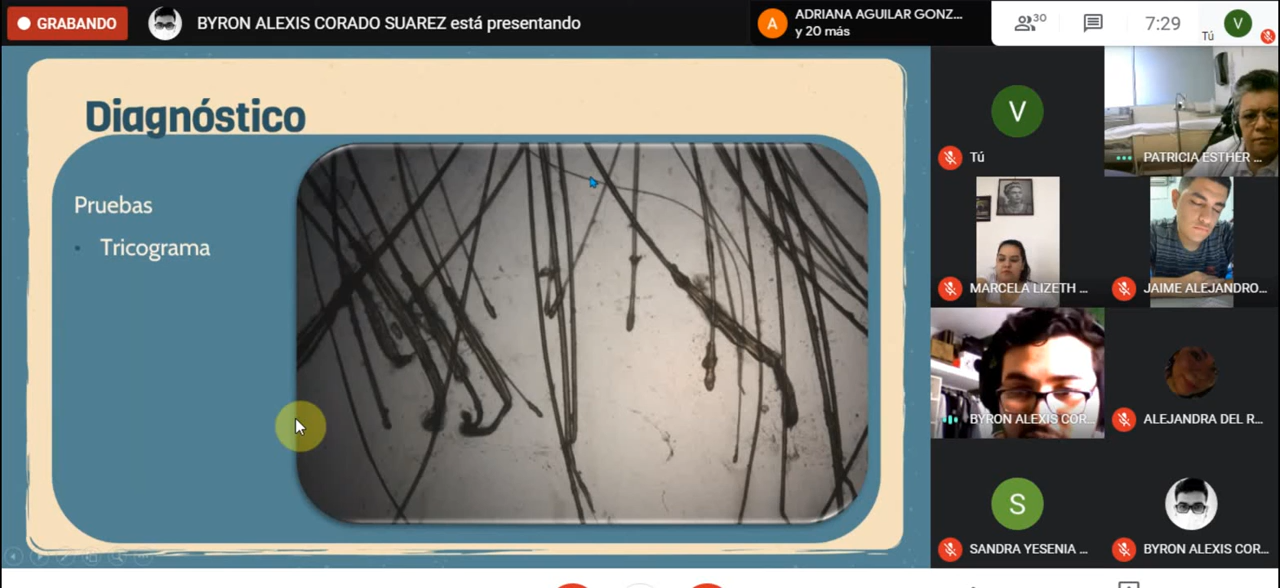 GRABANDO
BYRON ALEXIS CORADO SUAREZ está presentando
A
ADRIANA AGUILAR GONZ...
y 20 más
30
7:29
Tú
V
Diagnóstico
Pruebas
• Tricograma
V
Tú
PATRICIA ESTHER ...
MARCELA LIZETH ...
JAIME ALEJANDRO...
BYRON ALEXIS COR...
ALEJANDRA DEL R...
S
SANDRA YESENIA ...
BYRON ALEXIS COR...